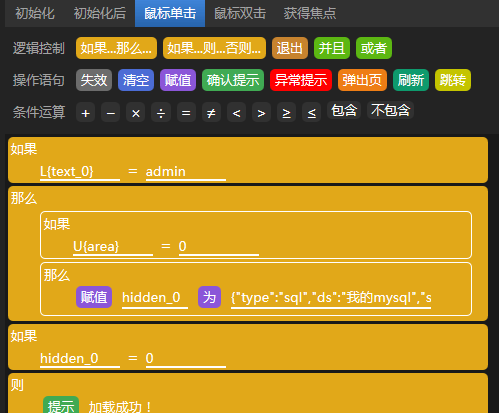 初始化 初始化后 鼠标单击 鼠标双击 获得焦点
逻辑控制 如果...那么... 如果...则...否则... 退出 并且 或者
操作语句 失效 清空 赋值 确认提示 异常提示 弹出页 刷新 跳转
条件运算 + − × ÷ = ≠ < > ≥ ≤ 包含 不包含
如果
L{text_0} = admin
那么
如果
U{area} = 0
那么
赋值 hidden_0 为 {"type":"sql","ds":"我的mysql","s
如果
hidden_0 = 0
则
提示 加载成功！